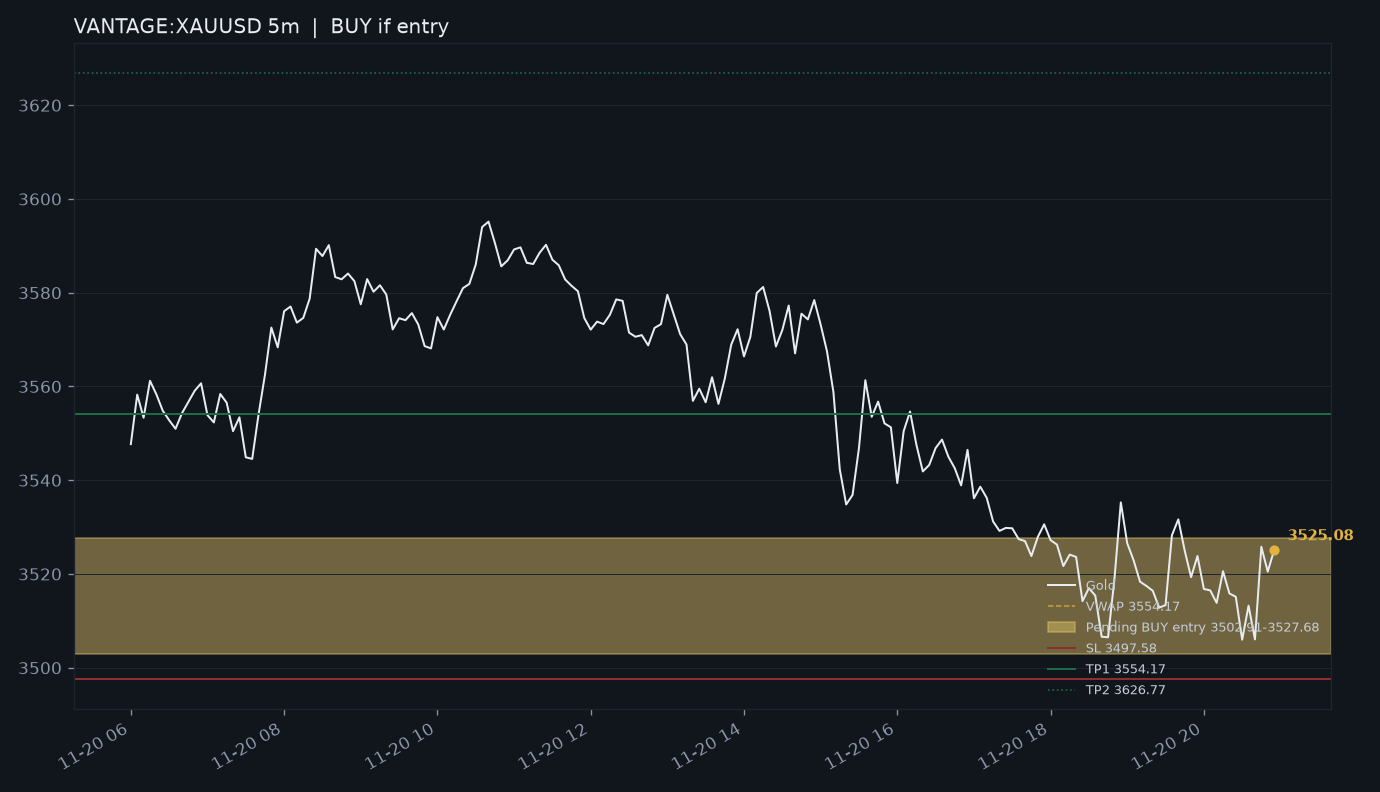 VANTAGE:XAUUSD 5m | BUY if entry
3620
3600
3580
3560
3540
3520
3500
3525.08
Gold
VWAP 3554.17
Pending BUY entry 3502.91-3527.68
SL 3497.58
TP1 3554.17
TP2 3626.77
11-20 06
11-20 08
11-20 10
11-20 12
11-20 14
11-20 16
11-20 18
11-20 20